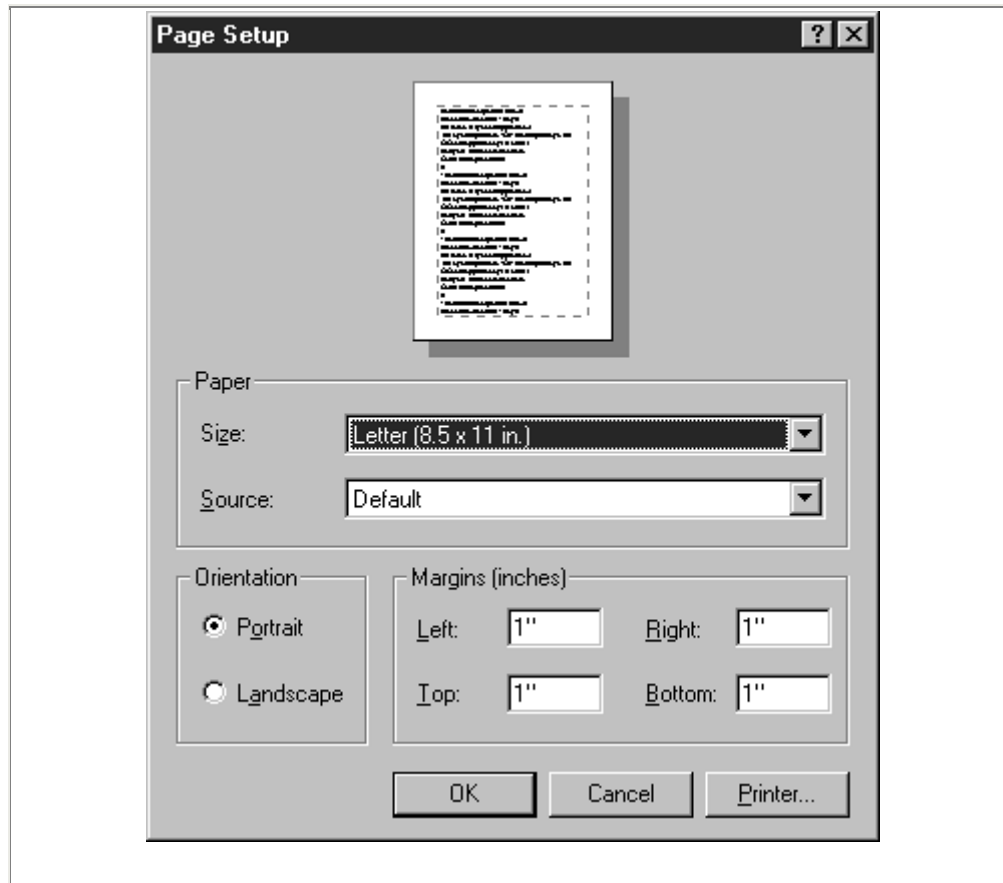 Page Setup ?
Paper
Size: Letter (8.5 x 11 in.)
Source: Default
Orientation Margins (inches)
Portrait Left: 1" Right: 1"
Landscape Top: 1" Bottom: 1"
OK Cancel Printer...